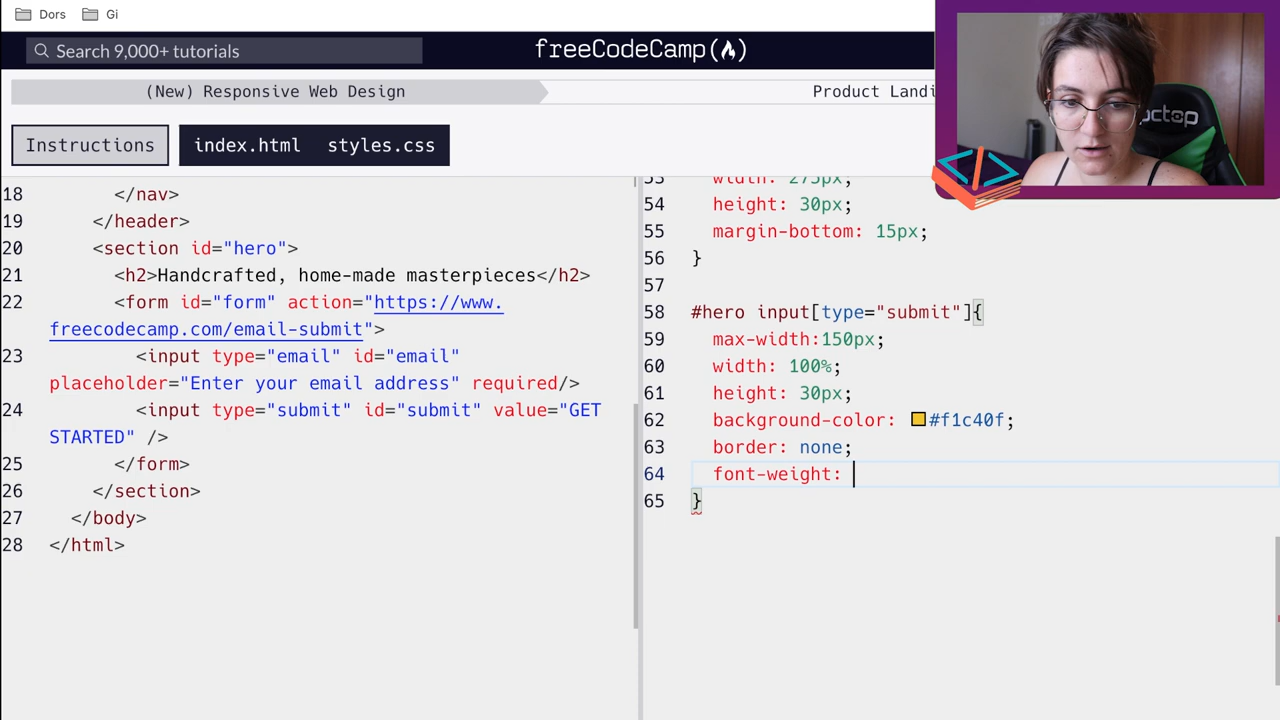 Dors Gi
Search 9,000+ tutorials
freeCodeCamp
(New) Responsive Web Design
Product Landi
Instructions
index.html styles.css
18 </nav>
19 </header>
20 <section id="hero">
21 <h2>Handcrafted, home-made masterpieces</h2>
22 <form id="form" action="https://www.
freecodecamp.com/email-submit">
23 <input type="email" id="email"
placeholder="Enter your email address" required/>
24 <input type="submit" id="submit" value="GET
STARTED" />
25 </form>
26 </section>
27 </body>
28 </html>
53 width: 275px;
54 height: 30px;
55 margin-bottom: 15px;
56 }
57
58 #hero input[type="submit"]{
59 max-width:150px;
60 width: 100%;
61 height: 30px;
62 background-color: #f1c40f;
63 border: none;
64 font-weight:
65 }